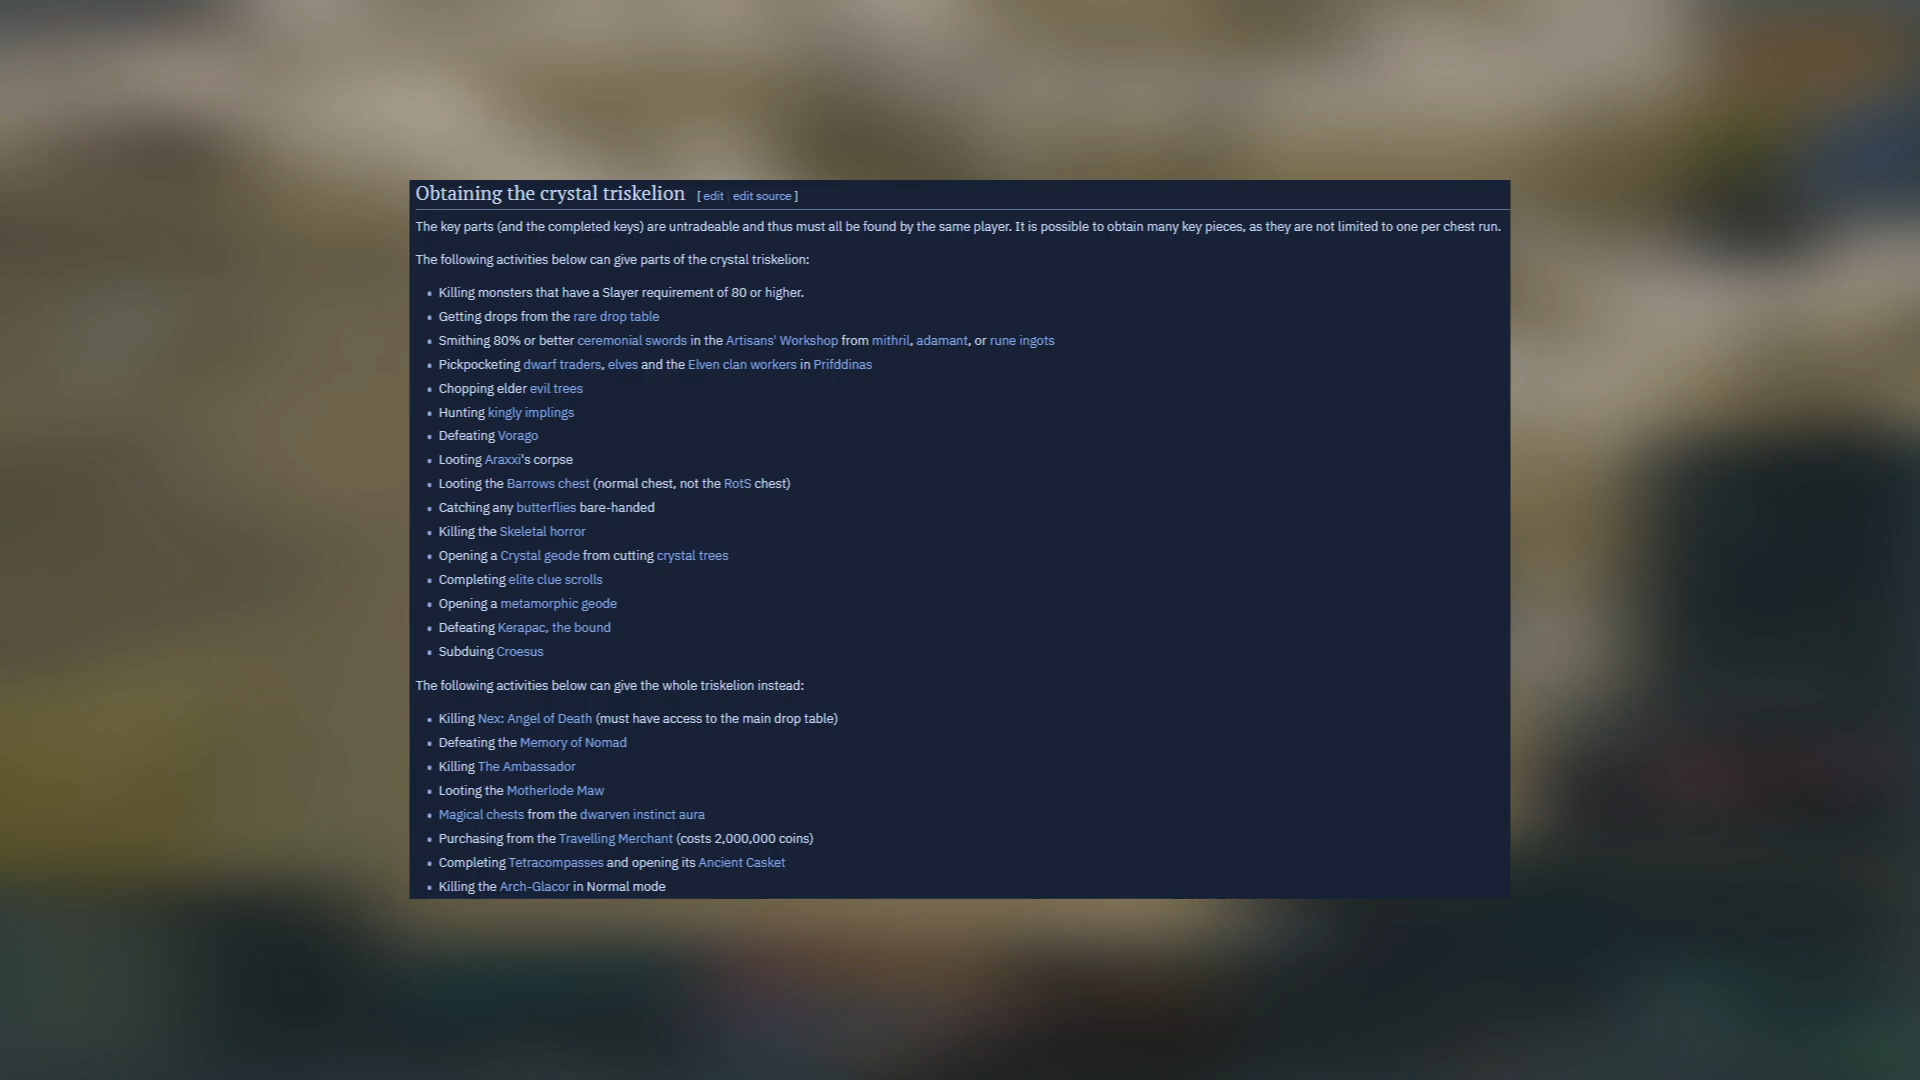 Obtaining the crystal triskelion [ edit | edit source ]
The key parts (and the completed keys) are untradeable and thus must all be found by the same player. It is possible to obtain many key pieces, as they are not limited to one per chest run.
The following activities below can give parts of the crystal triskelion:
• Killing monsters that have a Slayer requirement of 80 or higher.
• Getting drops from the rare drop table
• Smithing 80% or better ceremonial swords in the Artisans' Workshop from mithril, adamant, or rune ingots
• Pickpocketing dwarf traders, elves and the Elven clan workers in Prifddinas
• Chopping elder evil trees
• Hunting kingly implings
• Defeating Vorago
• Looting Araxxi's corpse
• Looting the Barrows chest (normal chest, not the RotS chest)
• Catching any butterflies bare-handed
• Killing the Skeletal horror
• Opening a Crystal geode from cutting crystal trees
• Completing elite clue scrolls
• Opening a metamorphic geode
• Defeating Kerapac, the bound
• Subduing Croesus
The following activities below can give the whole triskelion instead:
• Killing Nex: Angel of Death (must have access to the main drop table)
• Defeating the Memory of Nomad
• Killing The Ambassador
• Looting the Motherlode Maw
• Magical chests from the dwarven instinct aura
• Purchasing from the Travelling Merchant (costs 2,000,000 coins)
• Completing Tetracompasses and opening its Ancient Casket
• Killing the Arch-Glacor in Normal mode